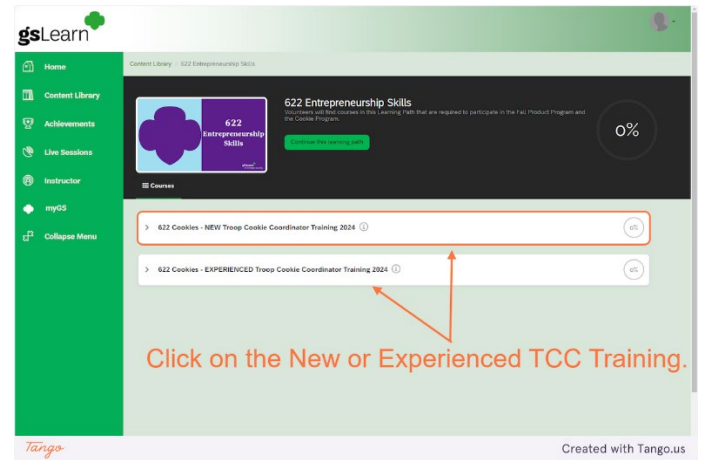 gsLearn
Home
Content Library
Achievements
Live Sessions
Instructor
myGS
Collapse Menu
Content Library / 622 Entrepreneurship Skills
622
Entrepreneurship
Skills
622 Entrepreneurship Skills
Volunteers will find courses in this Learning Path that are required to participate in the Fall Product Program and
the Cookie Program.
Continue this learning path
0%
Courses
622 Cookies - NEW Troop Cookie Coordinator Training 2024
0%
622 Cookies - EXPERIENCED Troop Cookie Coordinator Training 2024
0%
Click on the New or Experienced TCC Training.
Tango
Created with Tango.us